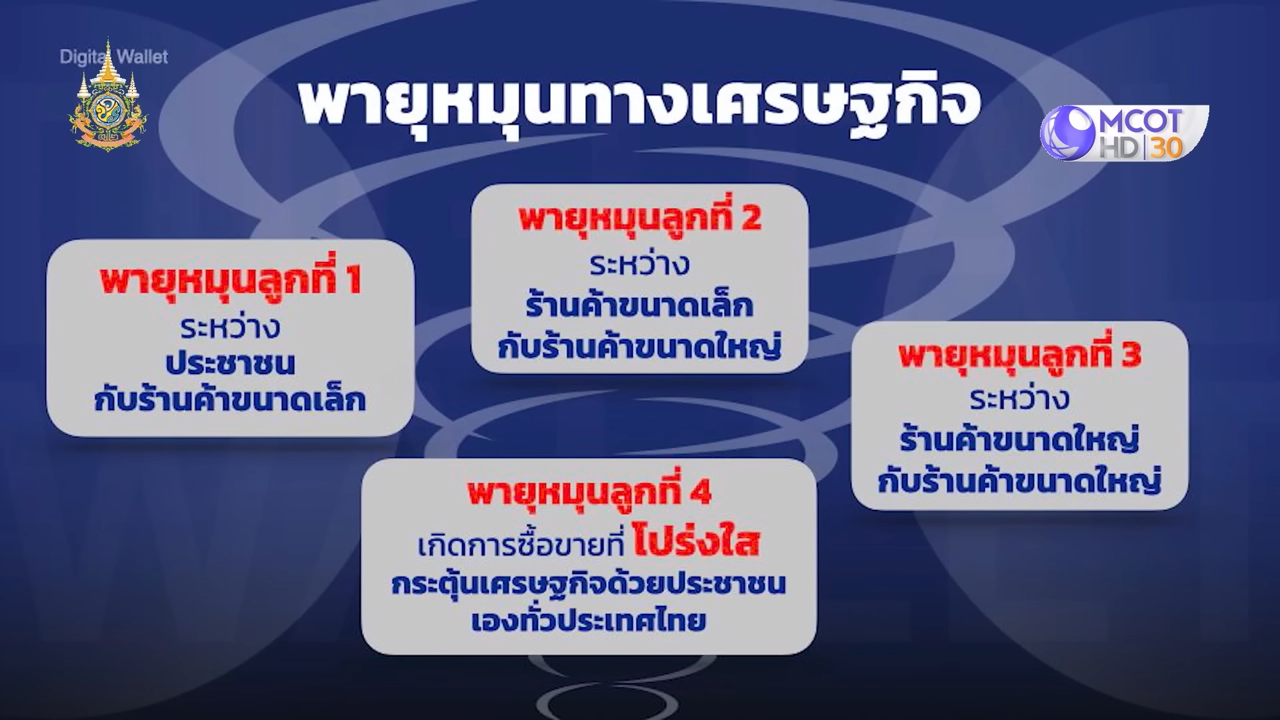 Digital Wallet
พายุหมุนทางเศรษฐกิจ
MCOT
HD 30
พายุหมุนลูกที่ 1
ระหว่าง
ประชาชน
กับร้านค้าขนาดเล็ก
พายุหมุนลูกที่ 2
ระหว่าง
ร้านค้าขนาดเล็ก
กับร้านค้าขนาดใหญ่
พายุหมุนลูกที่ 3
ระหว่าง
ร้านค้าขนาดใหญ่
กับร้านค้าขนาดใหญ่
พายุหมุนลูกที่ 4
เกิดการซื้อขายที่ โปร่งใส
กระตุ้นเศรษฐกิจด้วยประชาชน
เองทั่วประเทศไทย